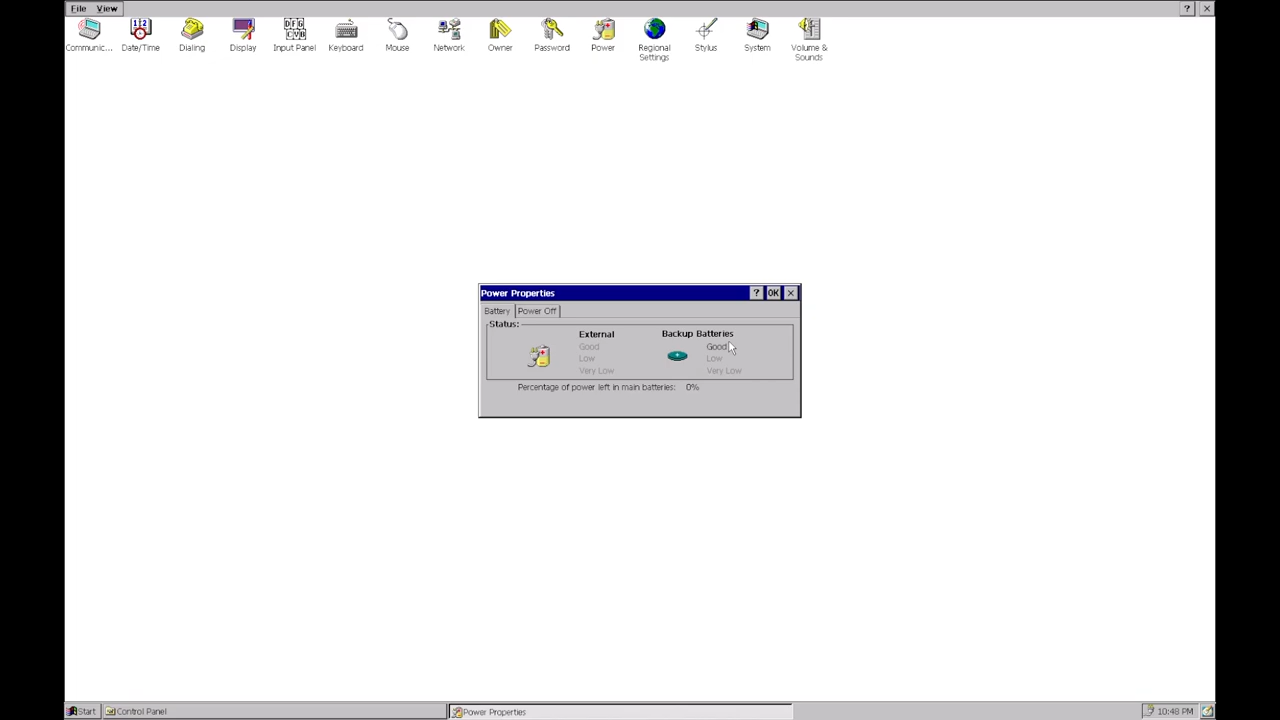 File View ?
Communic... Date/Time Dialing Display Input Panel Keyboard Mouse Network Owner Password Power Regional Settings Stylus System Volume & Sounds
Power Properties ? OK
Battery Power Off
Status:
External Backup Batteries
Good Good
Low Low
Very Low Very Low
Percentage of power left in main batteries: 0%
Start Control Panel Power Properties 10:48 PM